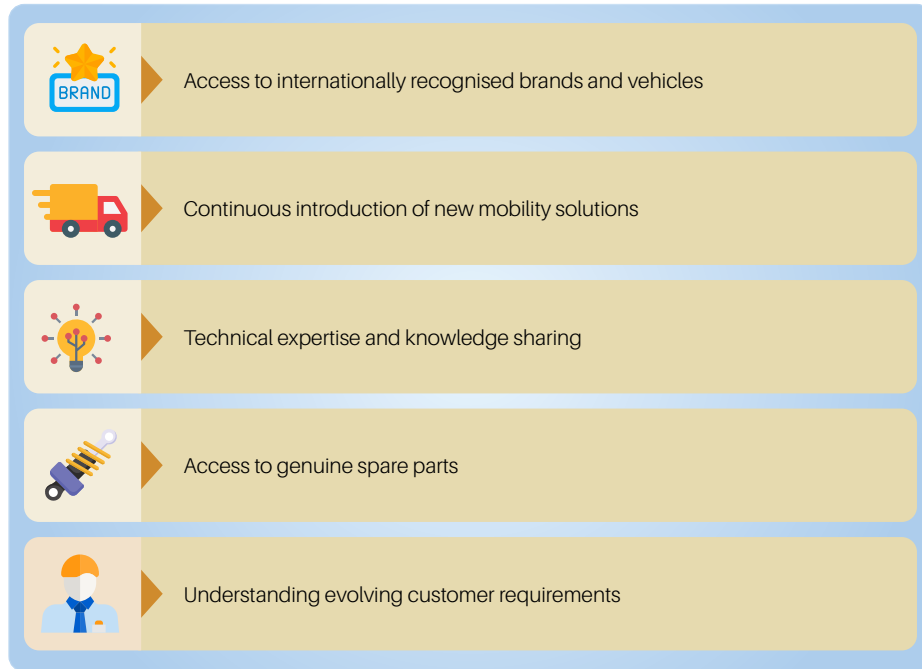 BRAND
Access to internationally recognised brands and vehicles
Continuous introduction of new mobility solutions
Technical expertise and knowledge sharing
Access to genuine spare parts
Understanding evolving customer requirements